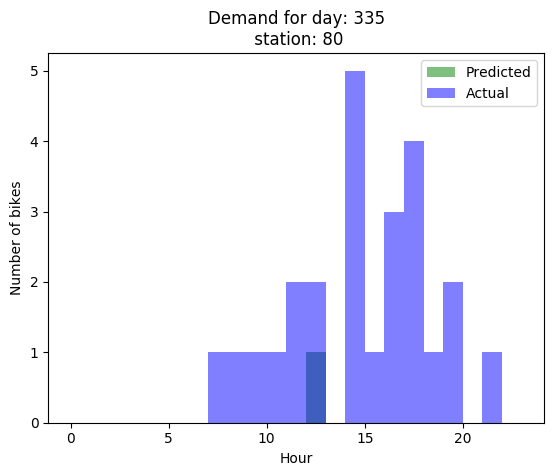 Demand for day: 335
station: 80
Predicted
Actual
Number of bikes
5
4
3
2
1
0
0 5 10 15 20
Hour